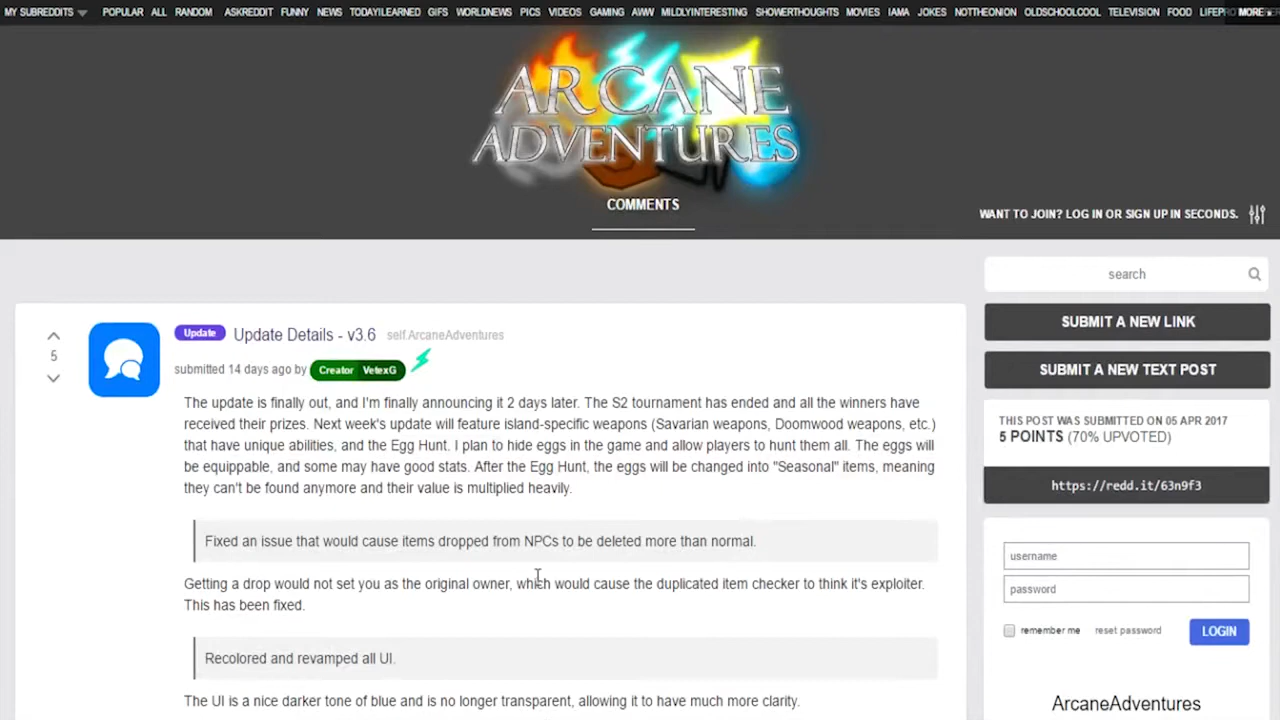 MY SUBREDDITS POPULAR ALL RANDOM ASKREDDIT FUNNY NEWS TODAYILEARNED GIFS WORLDNEWS PICS VIDEOS GAMING AWW MILDLYINTERESTING SHOWERTHOUGHTS MOVIES IAMA JOKES NOTTHEONION OLDSCHOOLCOOL TELEVISION FOOD MORE »
ARCANE
ADVENTURES
COMMENTS
WANT TO JOIN? LOG IN OR SIGN UP IN SECONDS.
search
SUBMIT A NEW LINK
Update Update Details - v3.6 self.ArcaneAdventures
5
submitted 14 days ago by Creator VetexG
SUBMIT A NEW TEXT POST
The update is finally out, and I'm finally announcing it 2 days later. The S2 tournament has ended and all the winners have
received their prizes. Next week's update will feature island-specific weapons (Savarian weapons, Doomwood weapons, etc.)
that have unique abilities, and the Egg Hunt. I plan to hide eggs in the game and allow players to hunt them all. The eggs will
be equippable, and some may have good stats. After the Egg Hunt, the eggs will be changed into "Seasonal" items, meaning
they can't be found anymore and their value is multiplied heavily.
THIS POST WAS SUBMITTED ON 05 APR 2017
5 POINTS (70% UPVOTED)
https://redd.it/63n9f3
Fixed an issue that would cause items dropped from NPCs to be deleted more than normal.
Getting a drop would not set you as the original owner, which would cause the duplicated item checker to think it's exploiter.
This has been fixed.
username
password
remember me reset password LOGIN
Recolored and revamped all UI.
The UI is a nice darker tone of blue and is no longer transparent, allowing it to have much more clarity.
ArcaneAdventures